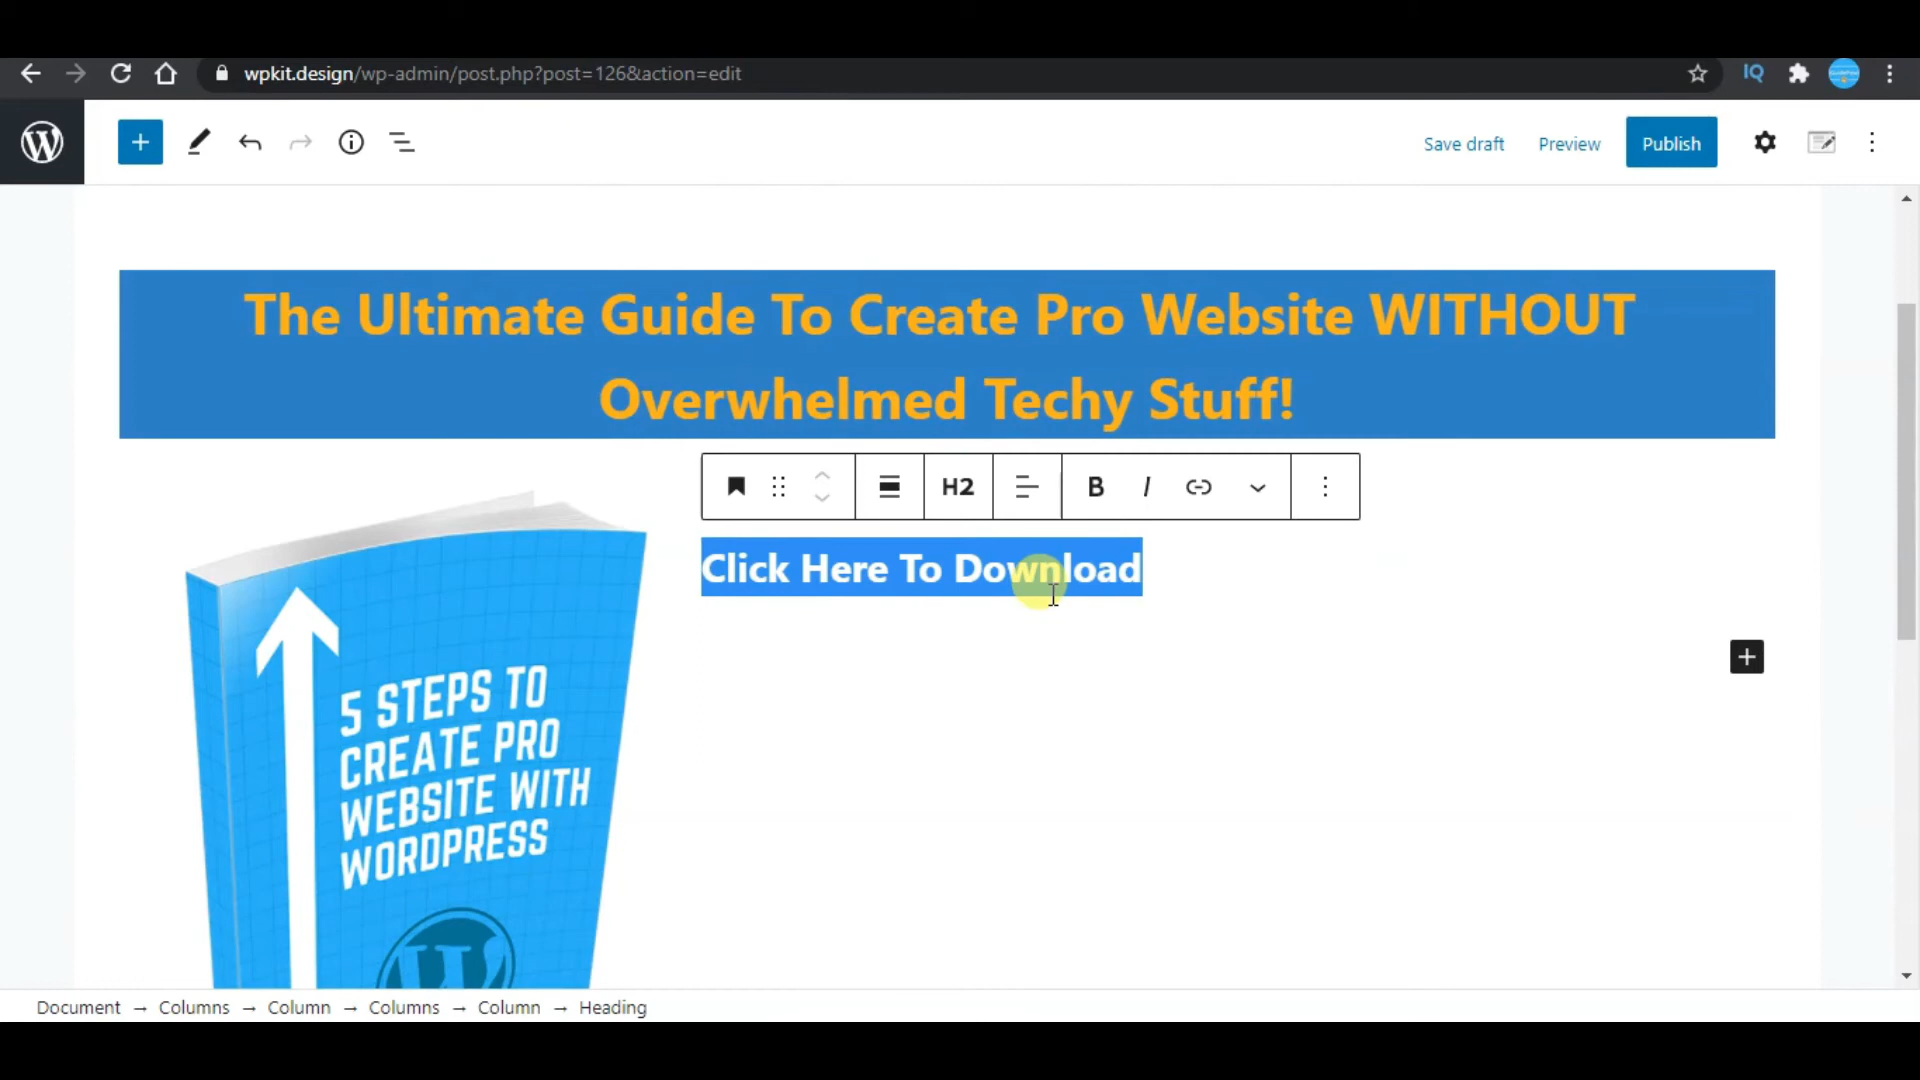 wpkit.design/wp-admin/post.php?post=126&action=edit
IQ
Save draft
Preview
Publish
The Ultimate Guide To Create Pro Website WITHOUT
Overwhelmed Techy Stuff!
H2
B
I
Click Here To Download
5 STEPS TO
CREATE PRO
WEBSITE WITH
WORDPRESS
Document → Columns → Column → Columns → Column → Heading